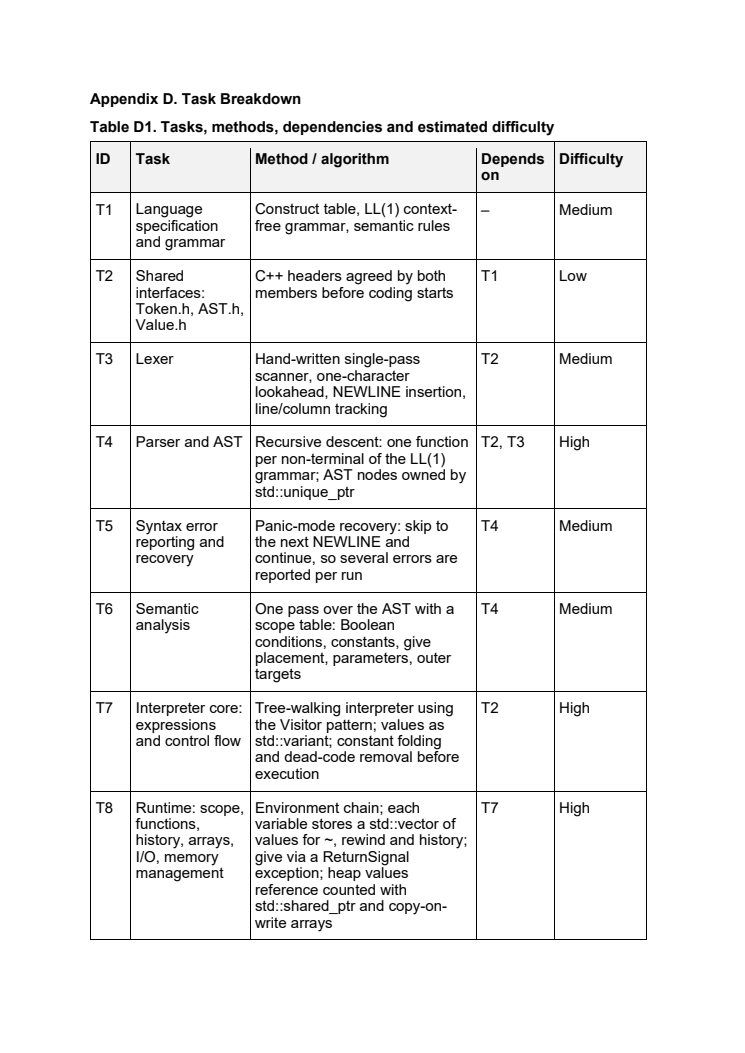 Appendix D. Task Breakdown
Table D1. Tasks, methods, dependencies and estimated difficulty
ID Task Method / algorithm Depends Difficulty
on
T1 Language Construct table, LL(1) context- – Medium
specification free grammar, semantic rules
and grammar
T2 Shared C++ headers agreed by both T1 Low
interfaces: members before coding starts
Token.h, AST.h,
Value.h
T3 Lexer Hand-written single-pass T2 Medium
scanner, one-character
lookahead, NEWLINE insertion,
line/column tracking
T4 Parser and AST Recursive descent: one function T2, T3 High
per non-terminal of the LL(1)
grammar; AST nodes owned by
std::unique_ptr
T5 Syntax error Panic-mode recovery: skip to T4 Medium
reporting and the next NEWLINE and
recovery continue, so several errors are
reported per run
T6 Semantic One pass over the AST with a T4 Medium
analysis scope table: Boolean
conditions, constants, give
placement, parameters, outer
targets
T7 Interpreter core: Tree-walking interpreter using T2 High
expressions the Visitor pattern; values as
and control flow std::variant; constant folding
and dead-code removal before
execution
T8 Runtime: scope, Environment chain; each T7 High
functions, variable stores a std::vector of
history, arrays, values for ~, rewind and history;
I/O, memory give via a ReturnSignal
management exception; heap values
reference counted with
std::shared_ptr and copy-on-
write arrays